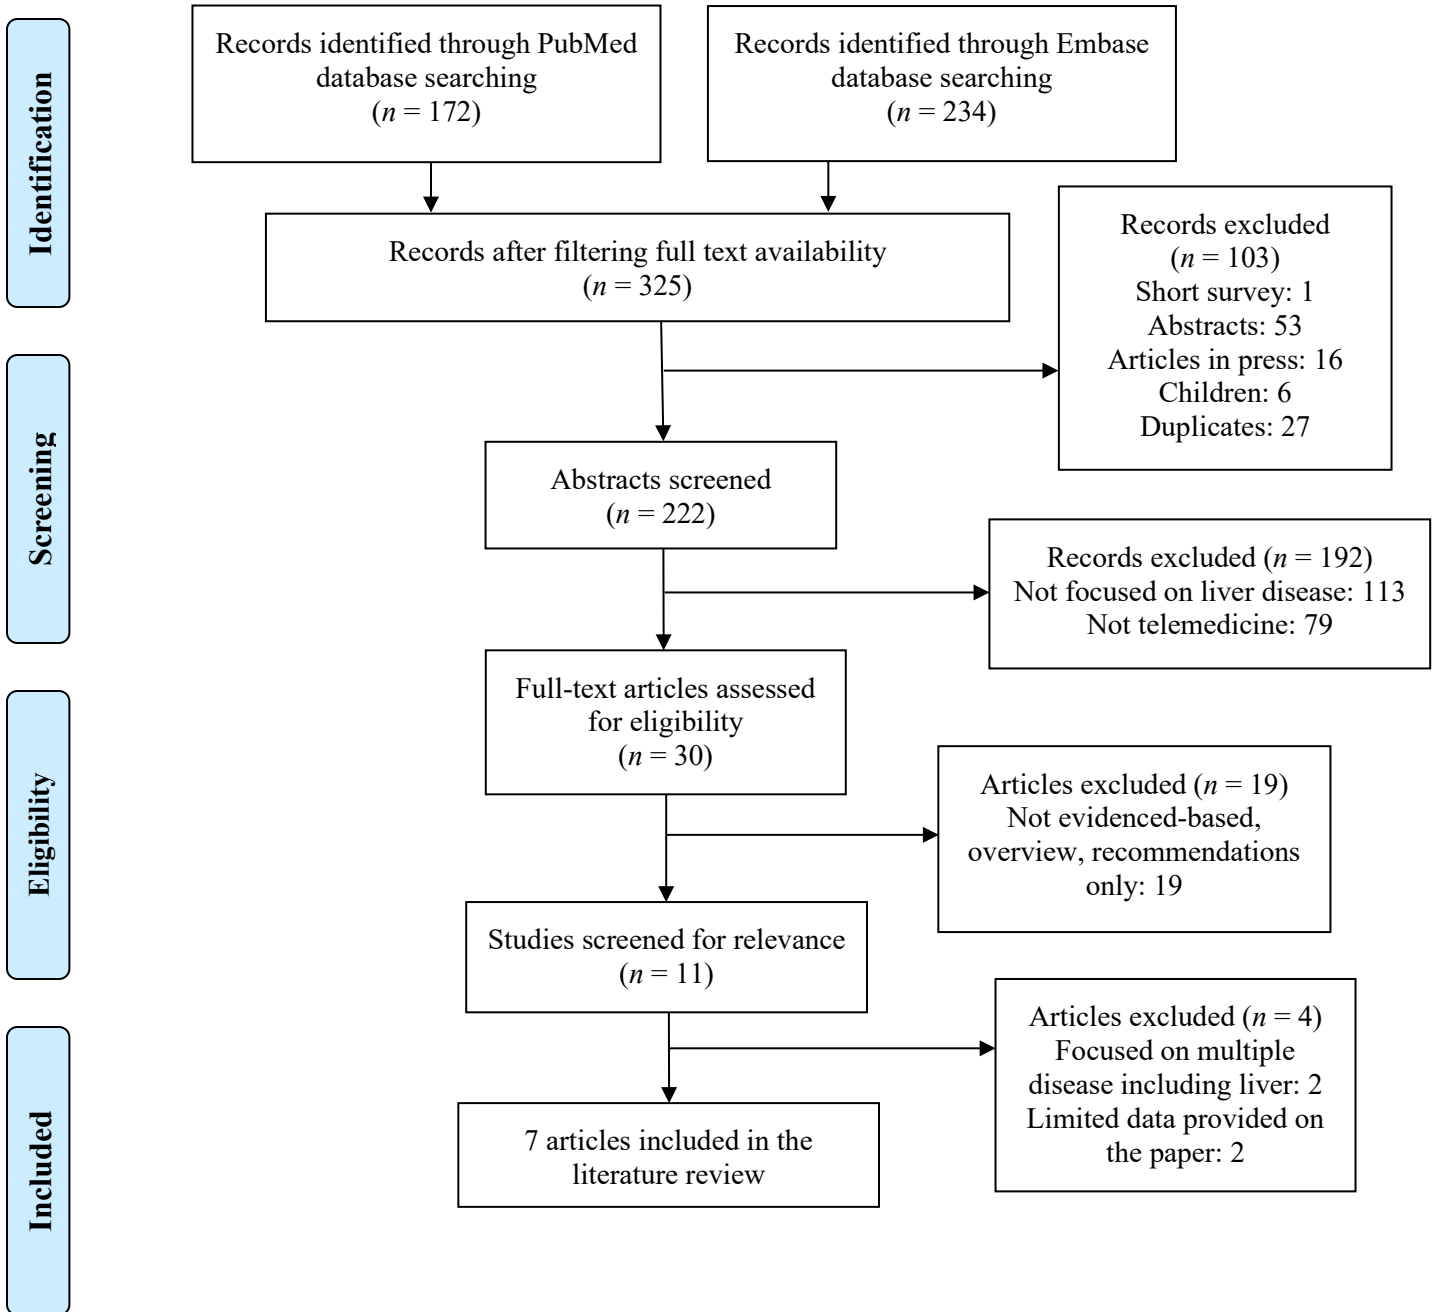 Identification
Records identified through PubMed
database searching
(n = 172)
Records identified through Embase
database searching
(n = 234)
Records after filtering full text availability
(n = 325)
Records excluded
(n = 103)
Short survey: 1
Abstracts: 53
Articles in press: 16
Children: 6
Duplicates: 27
Screening
Abstracts screened
(n = 222)
Records excluded (n = 192)
Not focused on liver disease: 113
Not telemedicine: 79
Eligibility
Full-text articles assessed
for eligibility
(n = 30)
Articles excluded (n = 19)
Not evidenced-based,
overview, recommendations
only: 19
Studies screened for relevance
(n = 11)
Articles excluded (n = 4)
Focused on multiple
disease including liver: 2
Limited data provided on
the paper: 2
Included
7 articles included in the
literature review